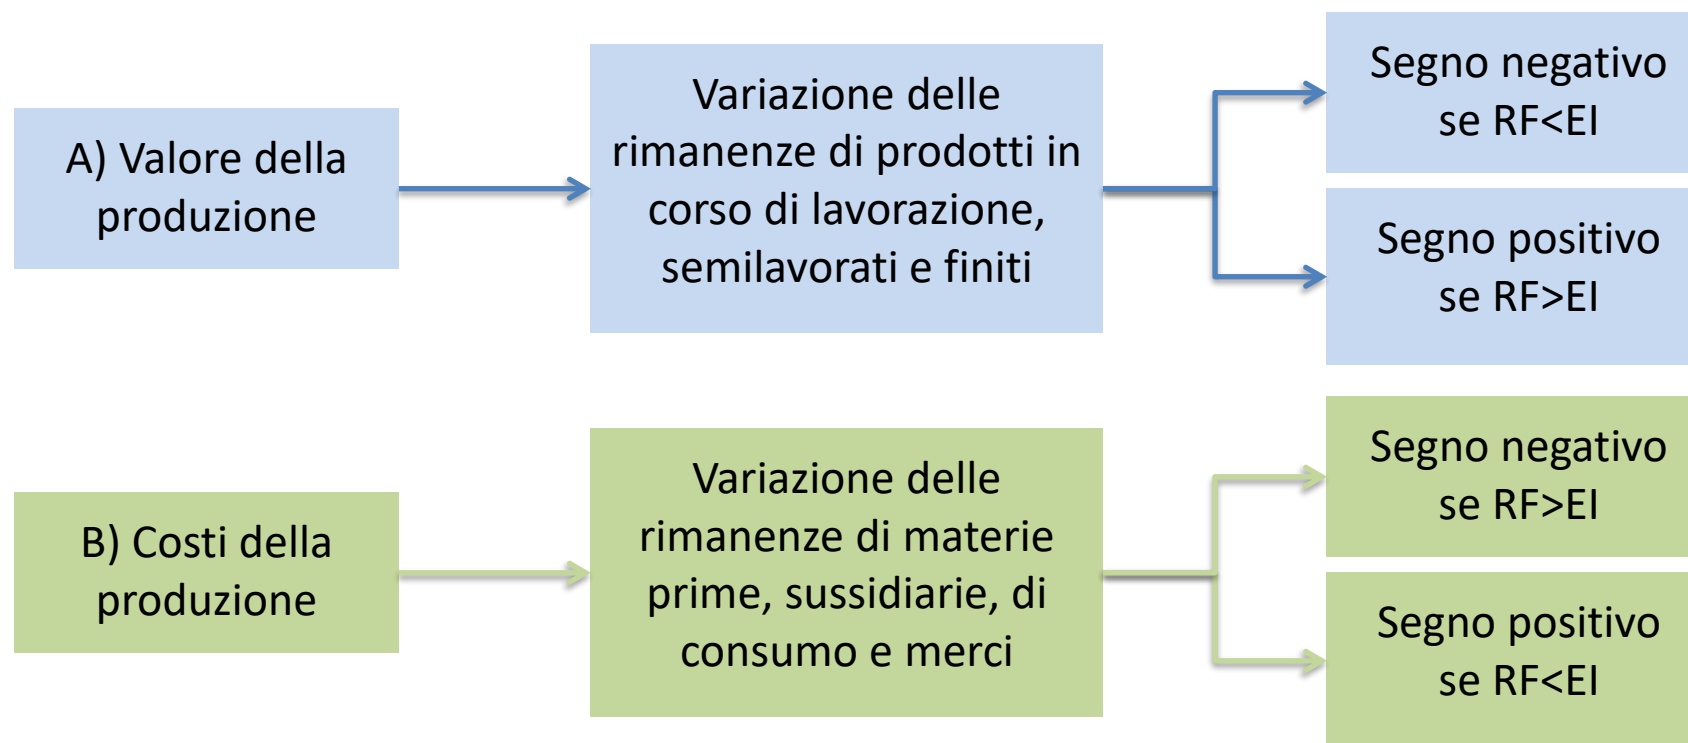 A) Valore della
produzione
Variazione delle
rimanenze di prodotti in
corso di lavorazione,
semilavorati e finiti
Segno negativo
se RF<EI
Segno positivo
se RF>EI
B) Costi della
produzione
Variazione delle
rimanenze di materie
prime, sussidiarie, di
consumo e merci
Segno negativo
se RF>EI
Segno positivo
se RF<EI